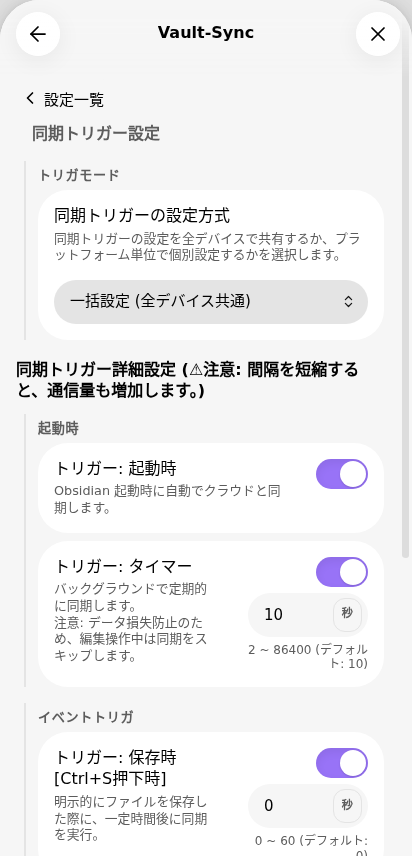 Vault-Sync
設定一覧
同期トリガー設定
トリガモード
同期トリガーの設定方式
同期トリガーの設定を全デバイスで共有するか、プラ
ットフォーム単位で個別設定するかを選択します。
一括設定 (全デバイス共通)
同期トリガー詳細設定 (⚠注意: 間隔を短縮する
と、通信量も増加します。)
起動時
トリガー: 起動時
Obsidian 起動時に自動でクラウドと同
期します。
トリガー: タイマー
バックグラウンドで定期的
に同期します。
注意: データ損失防止のた
め、編集操作中は同期をス
キップします。
10 秒
2 ~ 86400 (デフォル
ト: 10)
イベントトリガ
トリガー: 保存時
[Ctrl+S押下時]
明示的にファイルを保存し
た際に、一定時間後に同期
を実行。
0 秒
0 ~ 60 (デフォルト:
0)